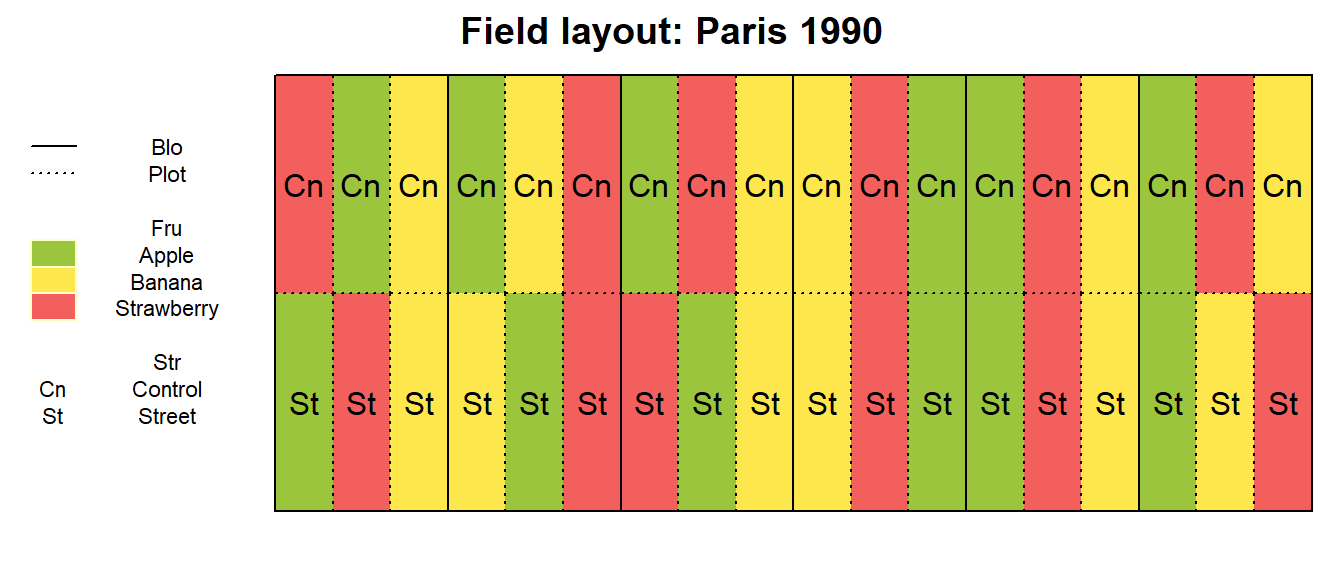 Field layout: Paris 1990
Blo
Plot
Fru
Apple
Banana
Strawberry
Str
Cn Control
St Street
Cn Cn Cn Cn Cn Cn Cn Cn Cn Cn Cn Cn Cn Cn Cn Cn Cn Cn
St St St St St St St St St St St St St St St St St St